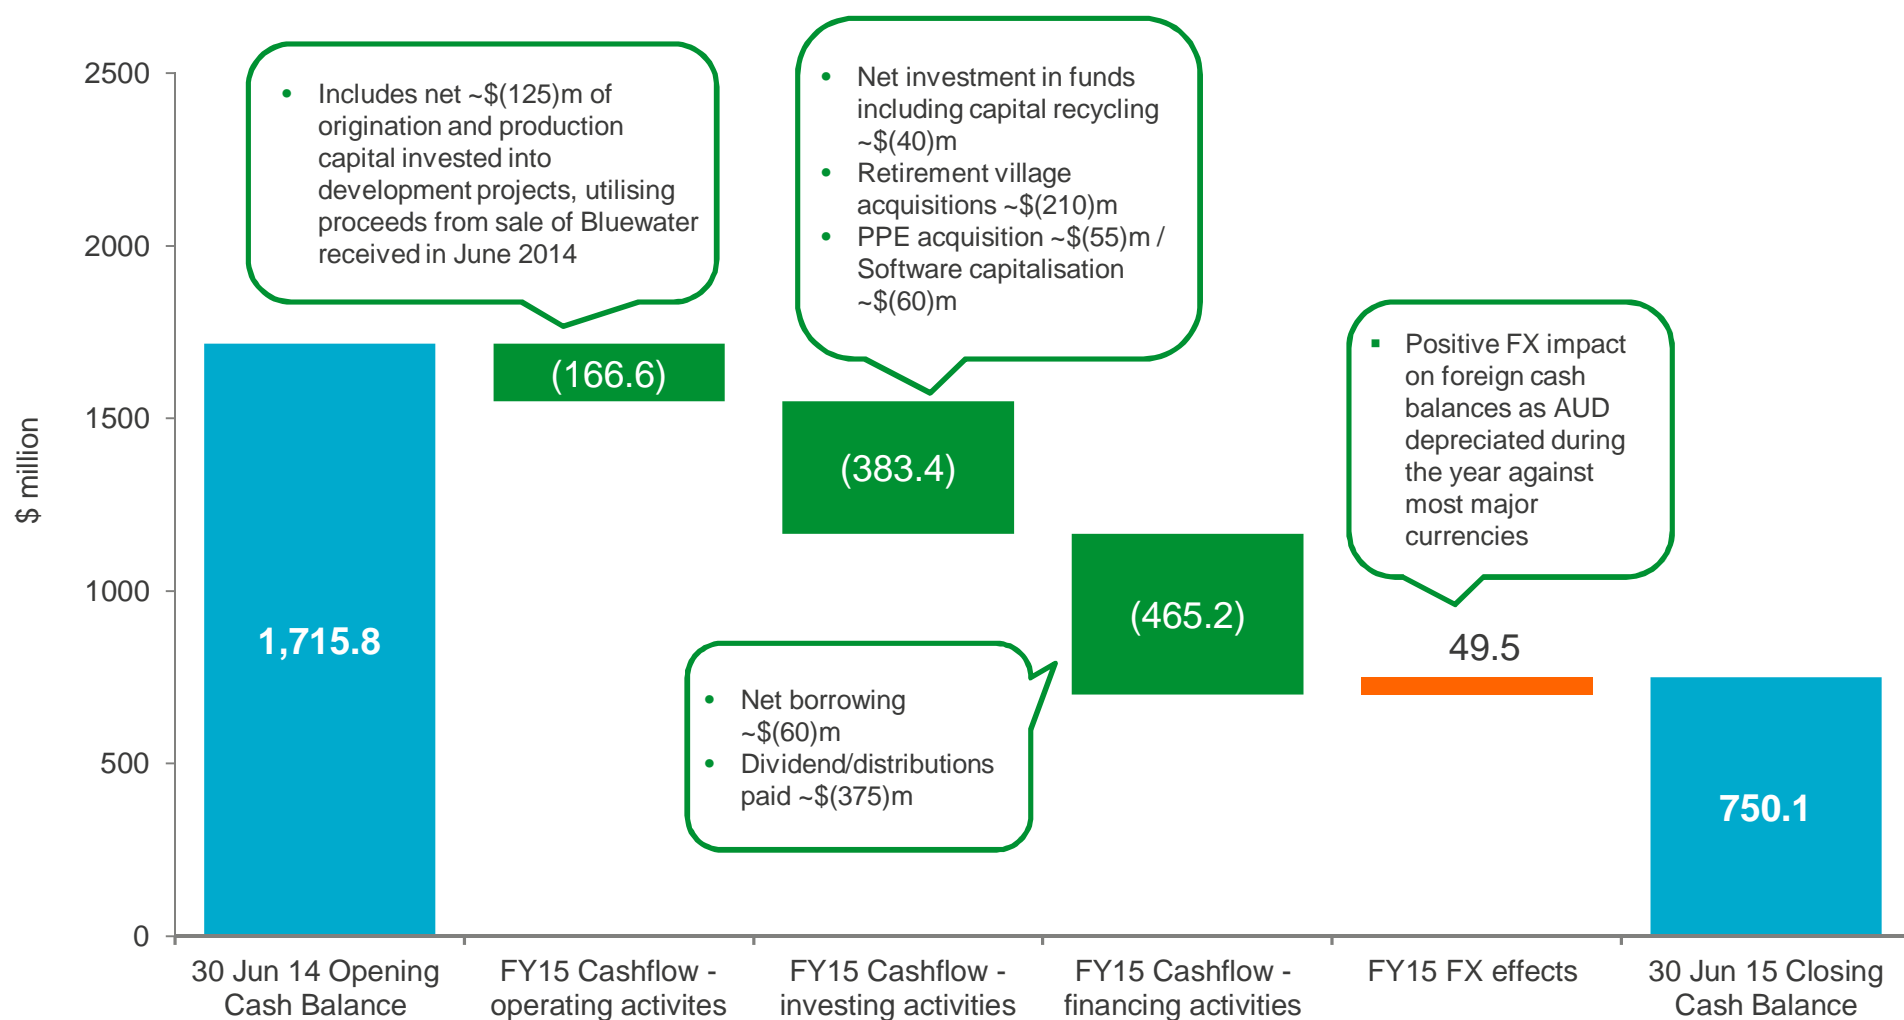 $ million
2500
2000
1500
1000
500
0
• Includes net ~$(125)m of
origination and production
capital invested into
development projects, utilising
proceeds from sale of Bluewater
received in June 2014
• Net investment in funds
including capital recycling
~$(40)m
• Retirement village
acquisitions ~$(210)m
• PPE acquisition ~$(55)m /
Software capitalisation
~$(60)m
▪ Positive FX impact
on foreign cash
balances as AUD
depreciated during
the year against
most major
currencies
• Net borrowing
~$(60)m
• Dividend/distributions
paid ~$(375)m
1,715.8
(166.6)
(383.4)
(465.2)
49.5
750.1
30 Jun 14 Opening
Cash Balance
FY15 Cashflow -
operating activites
FY15 Cashflow -
investing activities
FY15 Cashflow -
financing activities
FY15 FX effects
30 Jun 15 Closing
Cash Balance